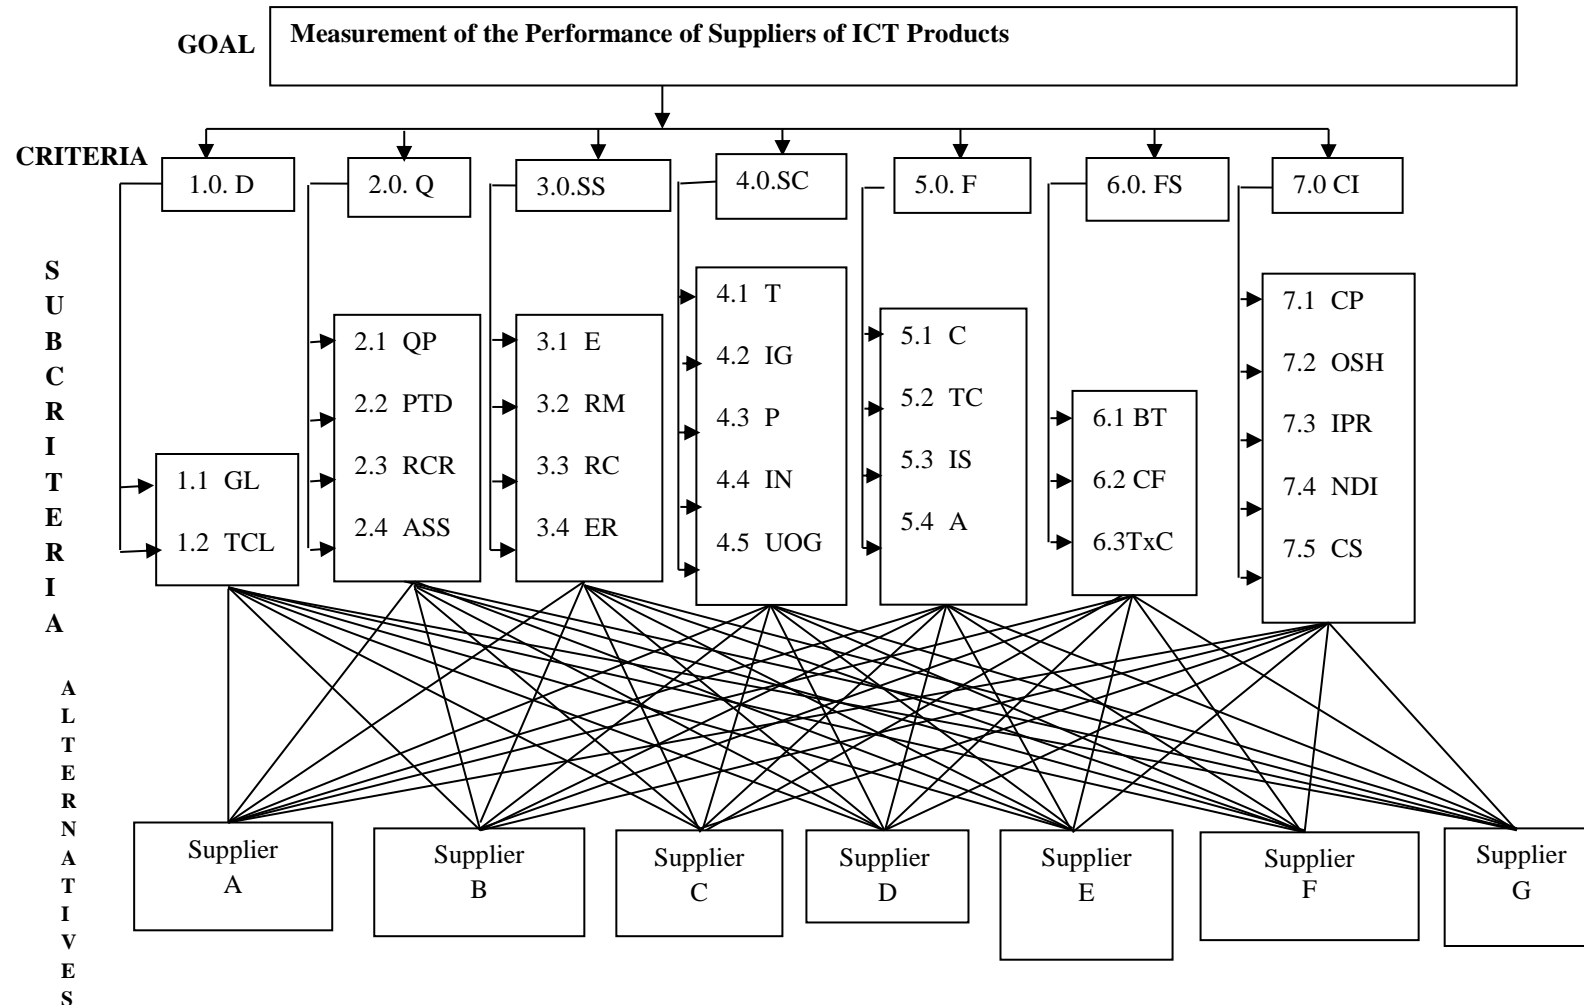 GOAL
Measurement of the Performance of Suppliers of ICT Products
CRITERIA
1.0. D
2.0. Q
3.0.SS
4.0.SC
5.0. F
6.0. FS
7.0 CI
S
U
B
C
R
I
T
E
R
I
A
1.1 GL
1.2 TCL
2.1 QP
2.2 PTD
2.3 RCR
2.4 ASS
3.1 E
3.2 RM
3.3 RC
3.4 ER
4.1 T
4.2 IG
4.3 P
4.4 IN
4.5 UOG
5.1 C
5.2 TC
5.3 IS
5.4 A
6.1 BT
6.2 CF
6.3TxC
7.1 CP
7.2 OSH
7.3 IPR
7.4 NDI
7.5 CS
A
L
T
E
R
N
A
T
I
V
E
S
Supplier
A
Supplier
B
Supplier
C
Supplier
D
Supplier
E
Supplier
F
Supplier
G